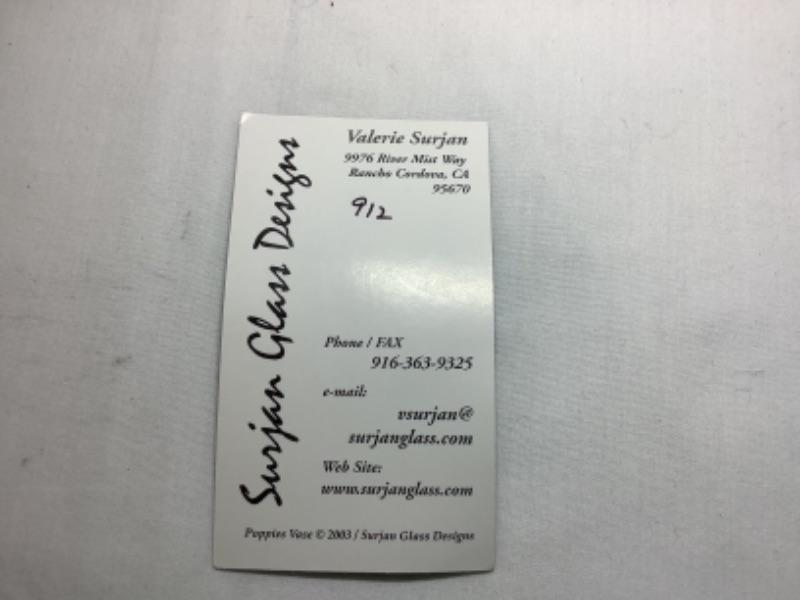 Surjan Glass Designs
Valerie Surjan
9976 River Mist Way
Rancho Cordova, CA
95670
912
Phone / FAX
916-363-9325
e-mail:
vsurjan@
surjanglass.com
Web Site:
www.surjanglass.com
Poppies Vase © 2003 / Surjan Glass Designs